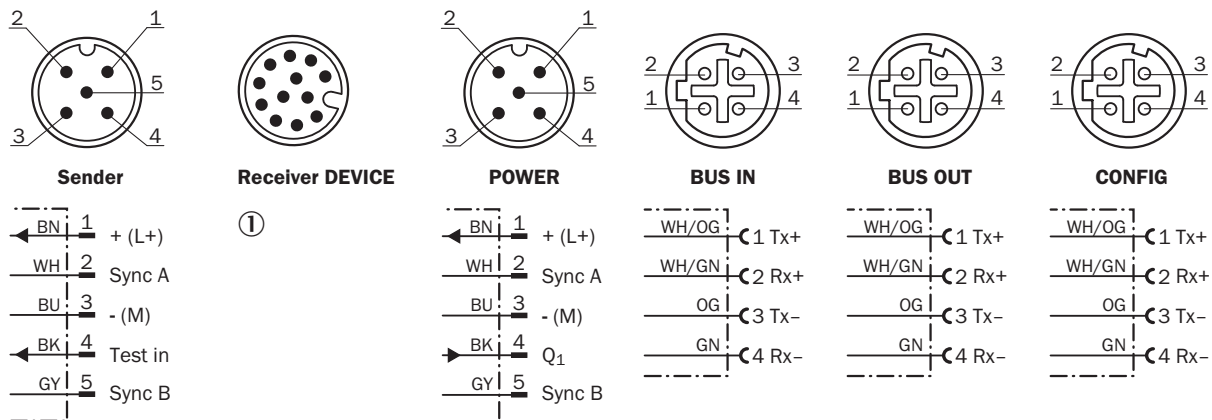 2 1
5
3 4
Sender
BN 1 + (L+)
WH 2 Sync A
BU 3 - (M)
BK 4 Test in
GY 5 Sync B
Receiver DEVICE
①
2 1
5
3 4
POWER
BN 1 + (L+)
WH 2 Sync A
BU 3 - (M)
BK 4 Q₁
GY 5 Sync B
2 3
1 4
BUS IN
WH/OG 1 Tx+
WH/GN 2 Rx+
OG 3 Tx–
GN 4 Rx–
2 3
1 4
BUS OUT
WH/OG 1 Tx+
WH/GN 2 Rx+
OG 3 Tx–
GN 4 Rx–
2 3
1 4
CONFIG
WH/OG 1 Tx+
WH/GN 2 Rx+
OG 3 Tx–
GN 4 Rx–